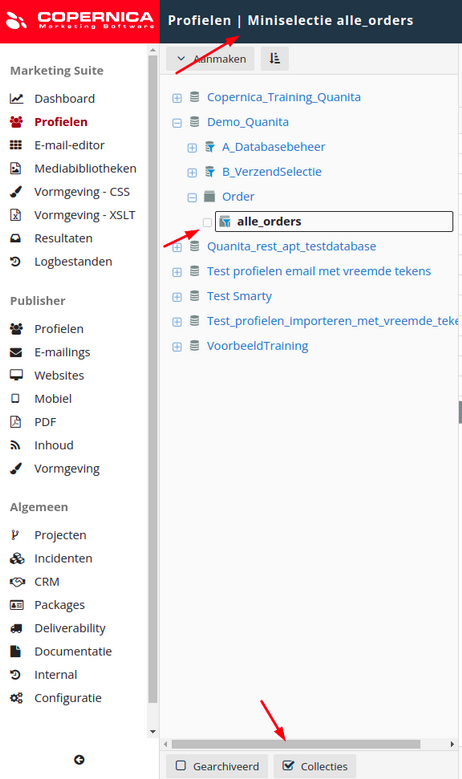 COPERNICA
Marketing Software
Profielen | Miniselectie alle_orders
Marketing Suite
Dashboard
Profielen
E-mail-editor
Mediabibliotheken
Vormgeving - CSS
Vormgeving - XSLT
Resultaten
Logbestanden
Publisher
Profielen
E-mailings
Websites
Mobiel
PDF
Inhoud
Vormgeving
Algemeen
Projecten
Incidenten
CRM
Packages
Deliverability
Documentatie
Internal
Configuratie
Aanmaken
Copernica_Training_Quanita
Demo_Quanita
A_Databasebeheer
B_VerzendSelectie
Order
alle_orders
Quanita_rest_apt_testdatabase
Test profielen email met vreemde tekens
Test Smarty
Test_profielen_importeren_met_vreemde_teke
VoorbeeldTraining
Gearchiveerd
Collecties